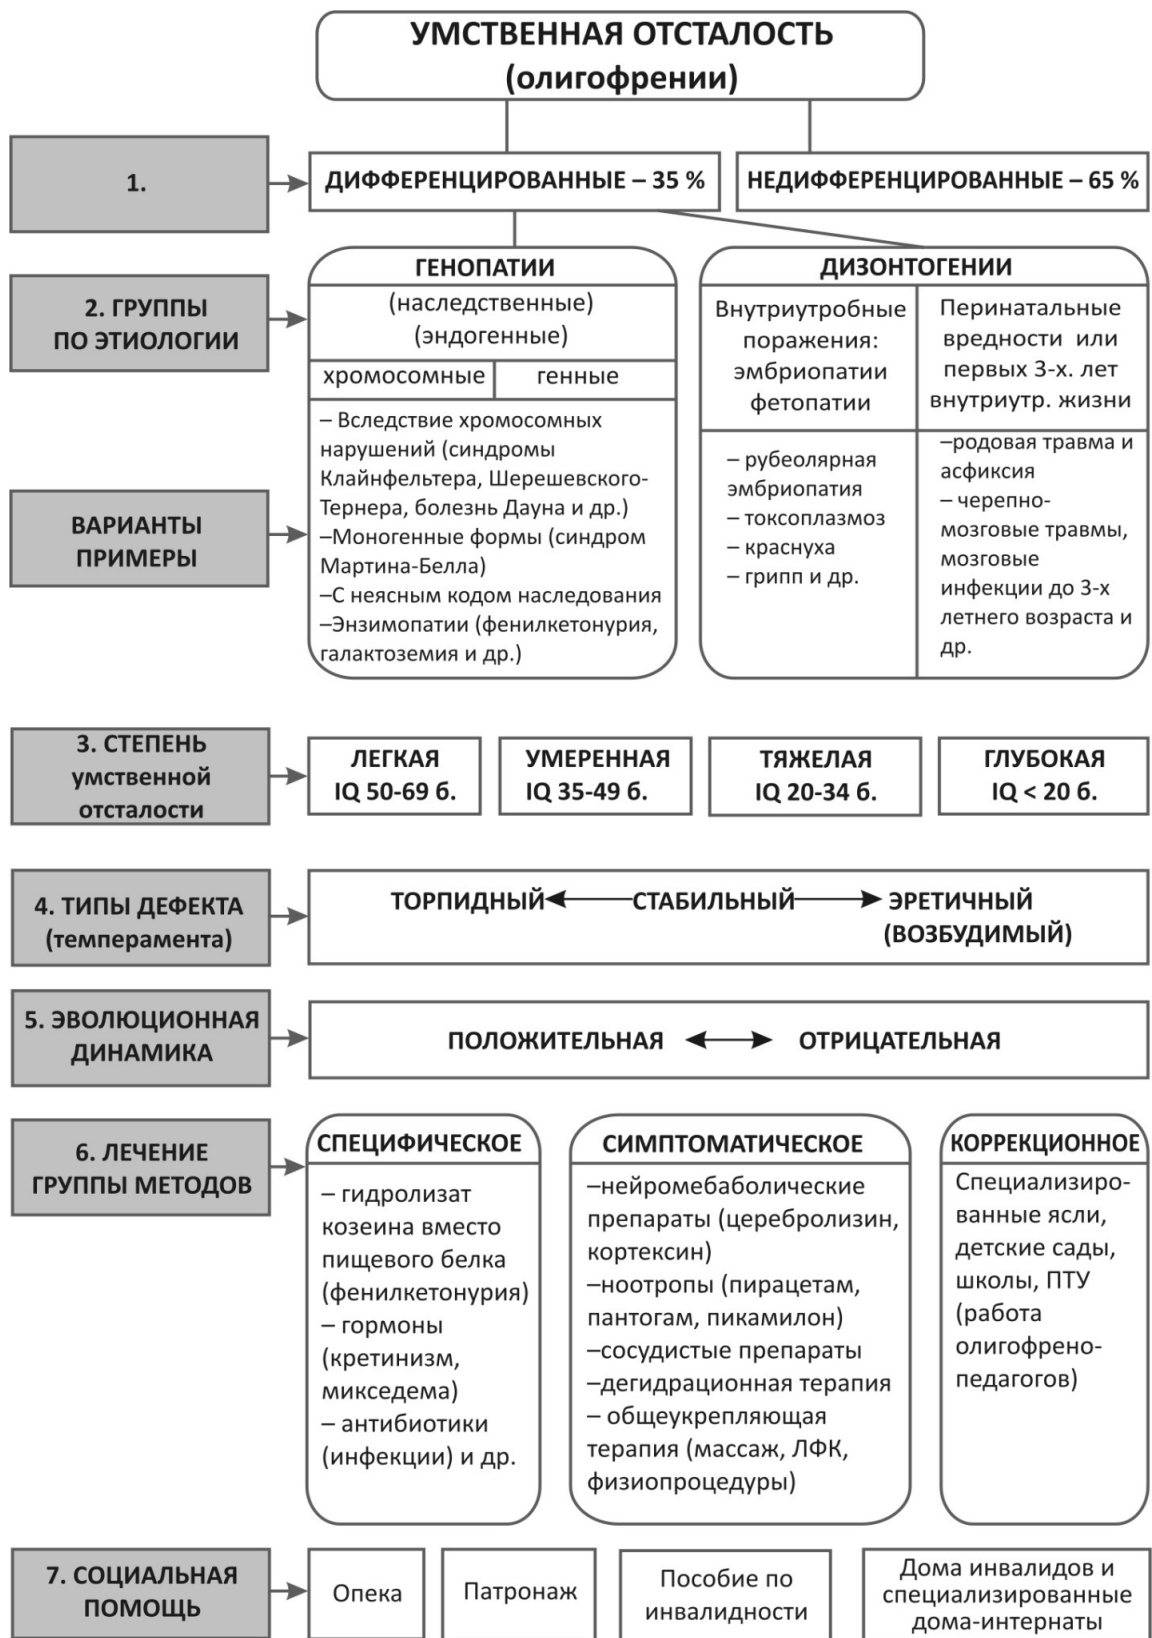 УМСТВЕННАЯ ОТСТАЛОСТЬ
(олигофрении)
1.
ДИФФЕРЕНЦИРОВАННЫЕ – 35 %
НЕДИФФЕРЕНЦИРОВАННЫЕ – 65 %
2. ГРУППЫ
ПО ЭТИОЛОГИИ
ГЕНОПАТИИ
(наследственные)
(эндогенные)
хромосомные
генные
ДИЗОНТОГЕНИИ
Внутриутробные
поражения:
эмбриопатии
фетопатии
Перинатальные
вредности или
первых 3-х. лет
внутриутр. жизни
ВАРИАНТЫ
ПРИМЕРЫ
– Вследствие хромосомных
нарушений (синдромы
Клайнфельтера, Шерешевского-
Тернера, болезнь Дауна и др.)
–Моногенные формы (синдром
Мартина-Белла)
–С неясным кодом наследования
–Энзимопатии (фенилкетонурия,
галактоземия и др.)
– рубеолярная
эмбриопатия
– токсоплазмоз
– краснуха
– грипп и др.
–родовая травма и
асфиксия
– черепно-
мозговые травмы,
мозговые
инфекции до 3-х
летнего возраста и
др.
3. СТЕПЕНЬ
умственной
отсталости
ЛЕГКАЯ
IQ 50-69 б.
УМЕРЕННАЯ
IQ 35-49 б.
ТЯЖЕЛАЯ
IQ 20-34 б.
ГЛУБОКАЯ
IQ < 20 б.
4. ТИПЫ ДЕФЕКТА
(темперамента)
ТОРПИДНЫЙ СТАБИЛЬНЫЙ ЭРЕТИЧНЫЙ
(ВОЗБУДИМЫЙ)
5. ЭВОЛЮЦИОННАЯ
ДИНАМИКА
ПОЛОЖИТЕЛЬНАЯ ОТРИЦАТЕЛЬНАЯ
6. ЛЕЧЕНИЕ
ГРУППЫ МЕТОДОВ
СПЕЦИФИЧЕСКОЕ
– гидролизат
козеина вместо
пищевого белка
(фенилкетонурия)
– гормоны
(кретинизм,
микседема)
– антибиотики
(инфекции) и др.
СИМПТОМАТИЧЕСКОЕ
–нейромебаболические
препараты (церебролизин,
кортексин)
–ноотропы (пирацетам,
пантогам, пикамилон)
–сосудистые препараты
–дегидрационная терапия
– общеукрепляющая
терапия (массаж, ЛФК,
физиопроцедуры)
КОРРЕКЦИОННОЕ
Специализиро-
ванные ясли,
детские сады,
школы, ПТУ
(работа
олигофрено-
педагогов)
7. СОЦИАЛЬНАЯ
ПОМОЩЬ
Опека
Патронаж
Пособие по
инвалидности
Дома инвалидов и
специализированные
дома-интернаты